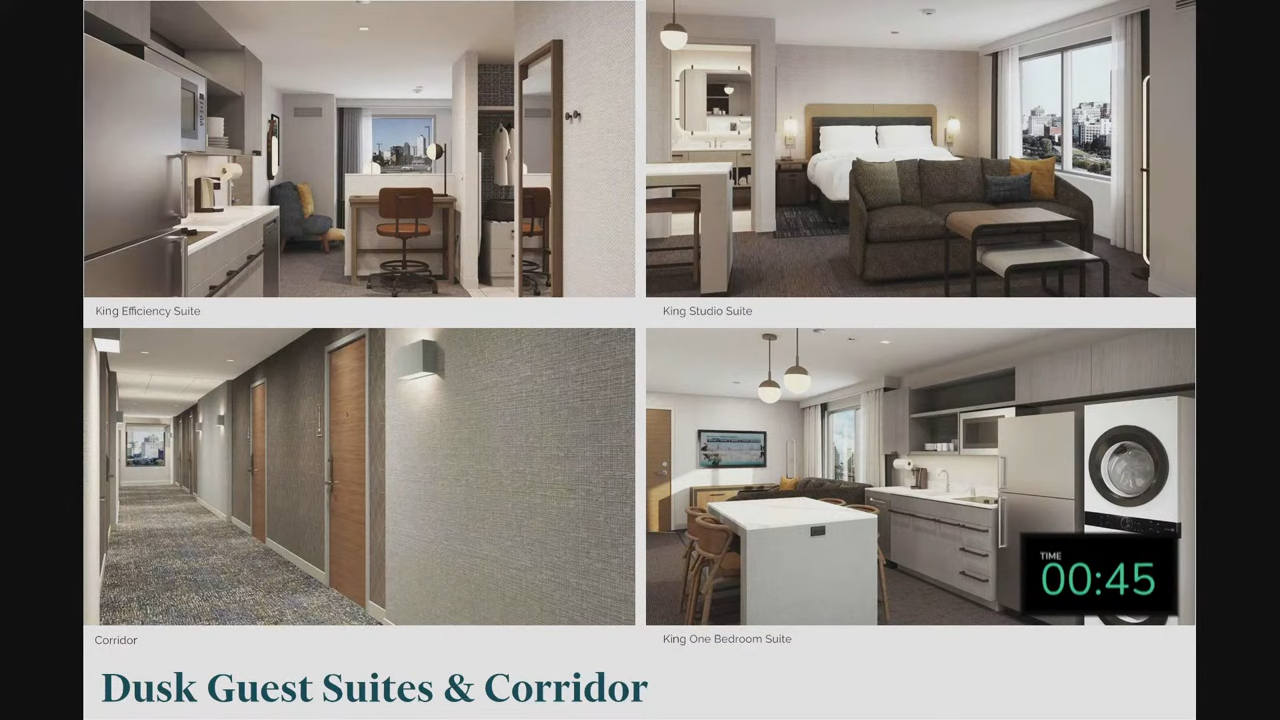 King Efficiency Suite
King Studio Suite
Corridor
King One Bedroom Suite
TIME
00:45
Dusk Guest Suites & Corridor